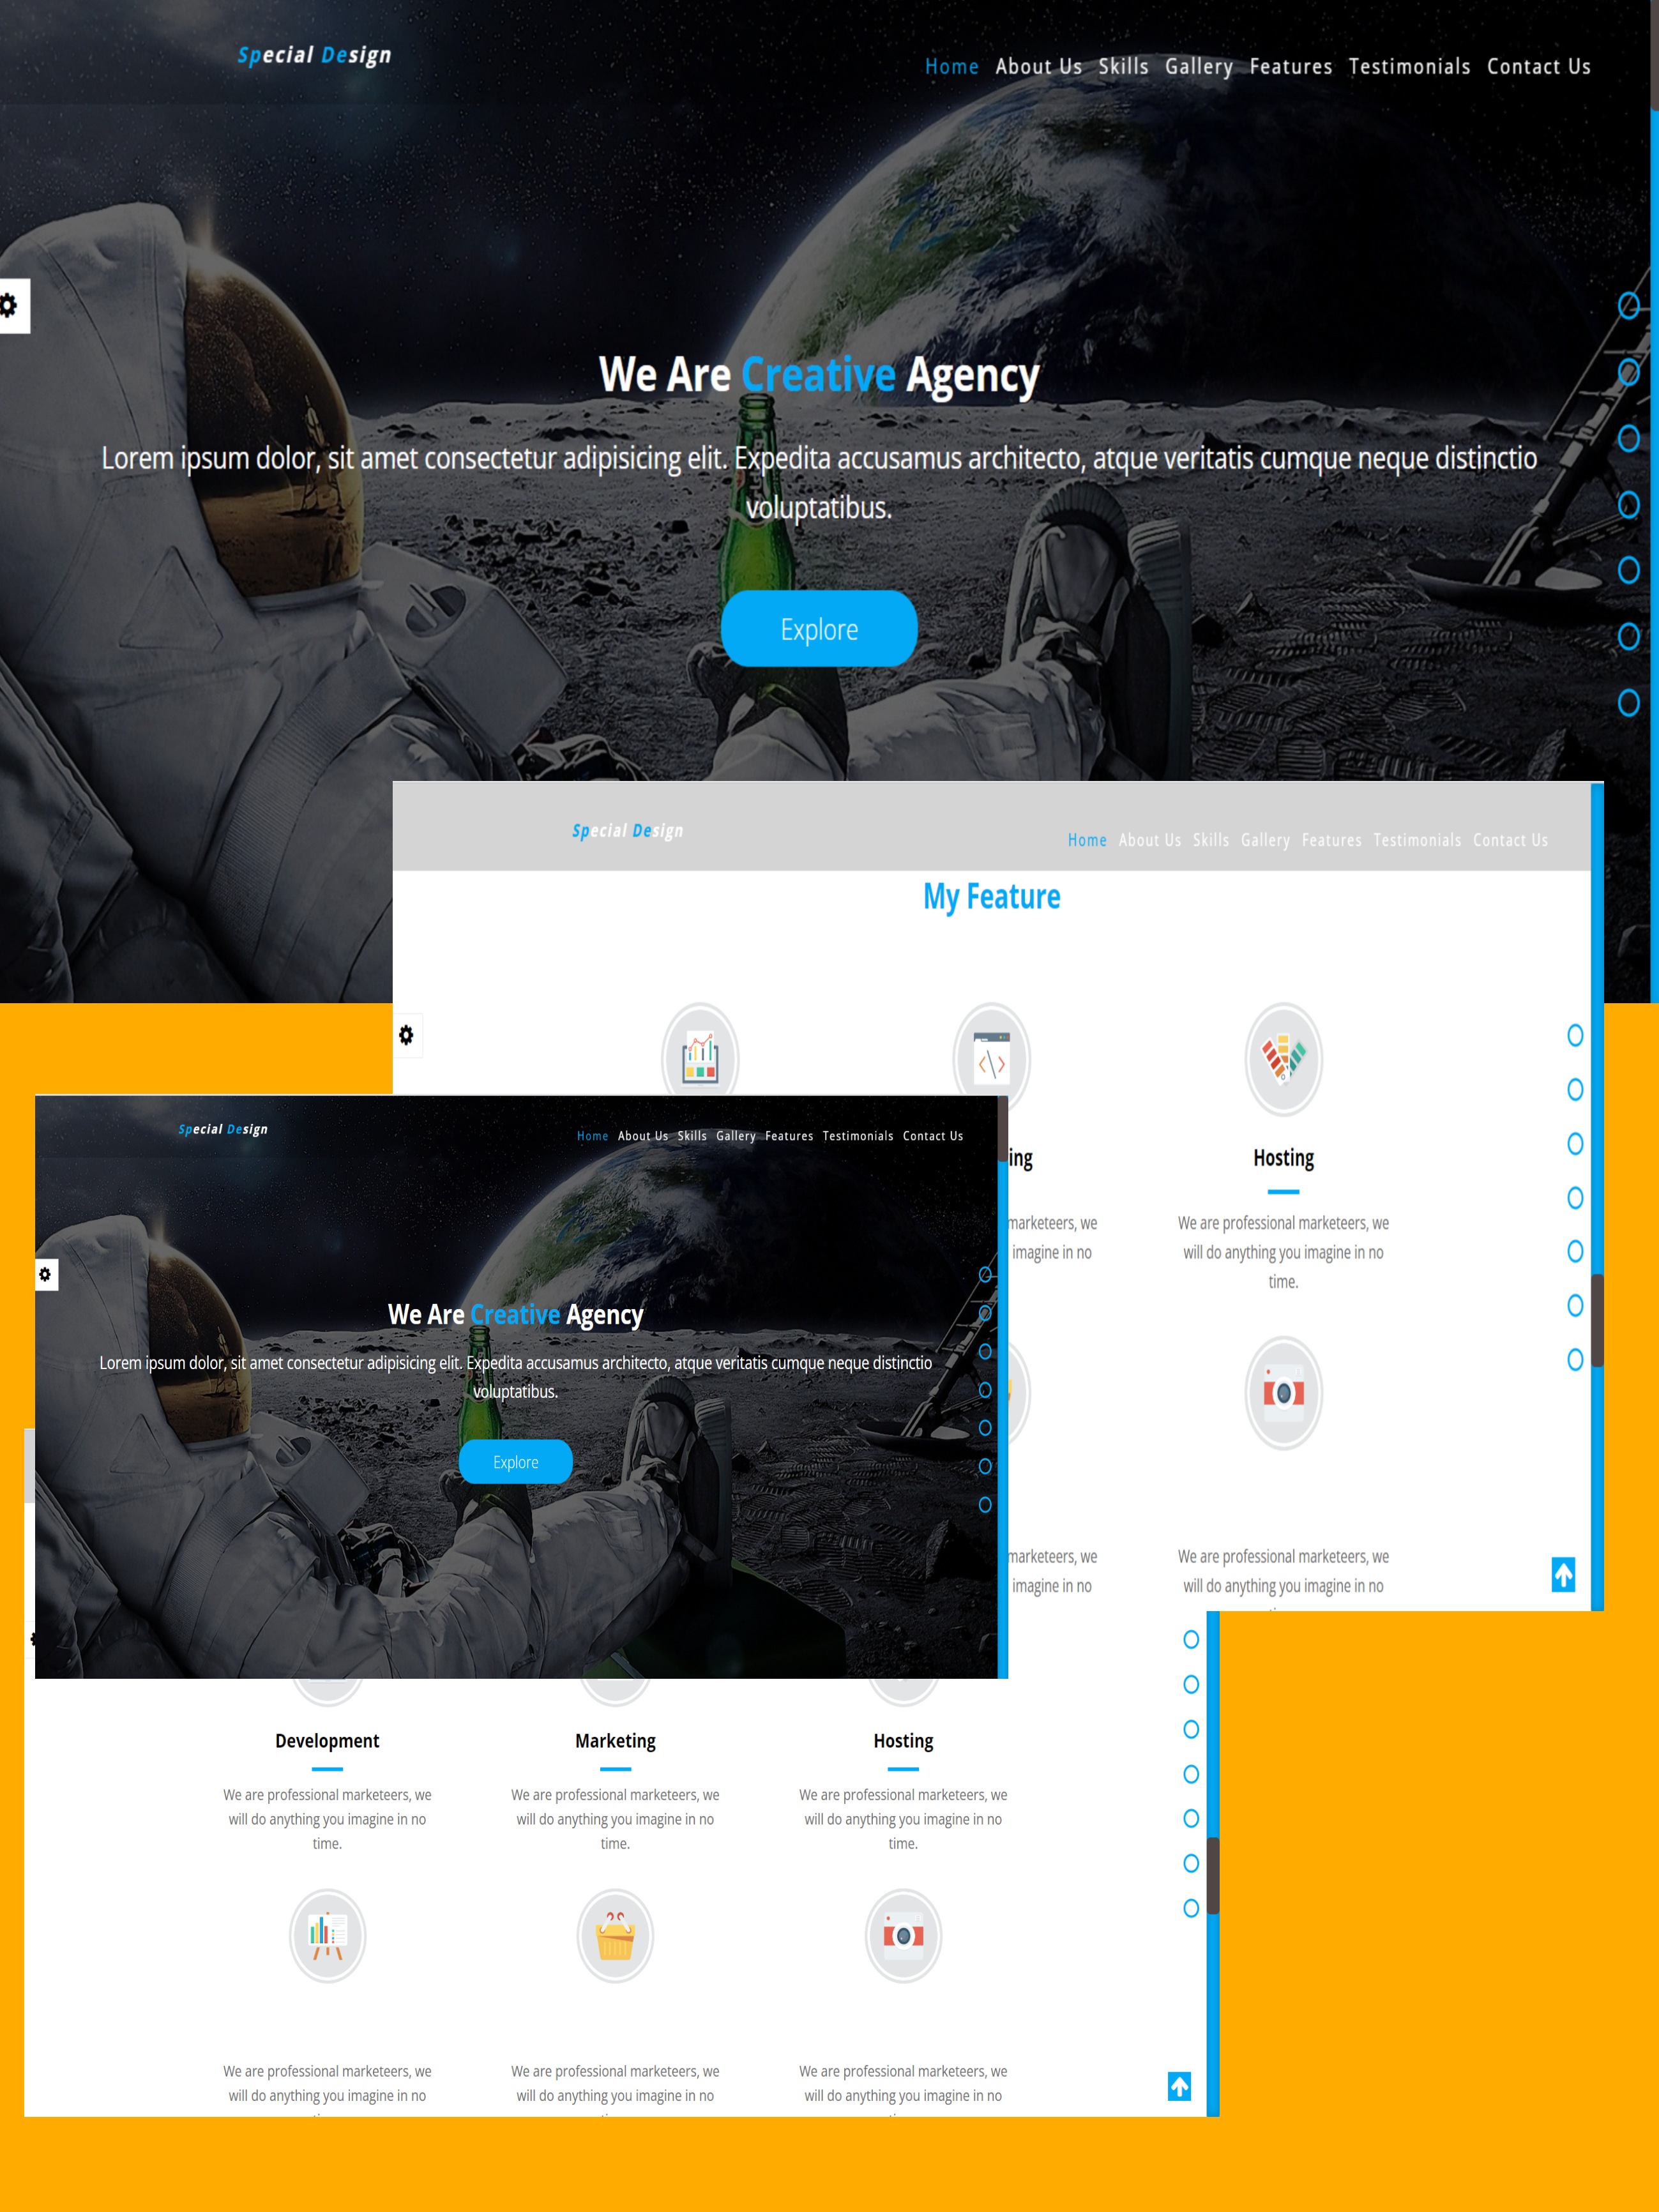 Special Design
Home About Us Skills Gallery Features Testimonials Contact Us
We Are Creative Agency
Lorem ipsum dolor, sit amet consectetur adipisicing elit. Expedita accusamus architecto, atque veritatis cumque neque distinctio
voluptatibus.
Explore
Special Design
Home About Us Skills Gallery Features Testimonials Contact Us
My Feature
ing
Hosting
marketeers, we
imagine in no
We are professional marketeers, we
will do anything you imagine in no
time.
marketeers, we
imagine in no
We are professional marketeers, we
will do anything you imagine in no
Special Design
Home About Us Skills Gallery Features Testimonials Contact Us
We Are Creative Agency
Lorem ipsum dolor, sit amet consectetur adipisicing elit. Expedita accusamus architecto, atque veritatis cumque neque distinctio
voluptatibus.
Explore
Development
We are professional marketeers, we
will do anything you imagine in no
time.
Marketing
We are professional marketeers, we
will do anything you imagine in no
time.
Hosting
We are professional marketeers, we
will do anything you imagine in no
time.
We are professional marketeers, we
will do anything you imagine in no
We are professional marketeers, we
will do anything you imagine in no
We are professional marketeers, we
will do anything you imagine in no